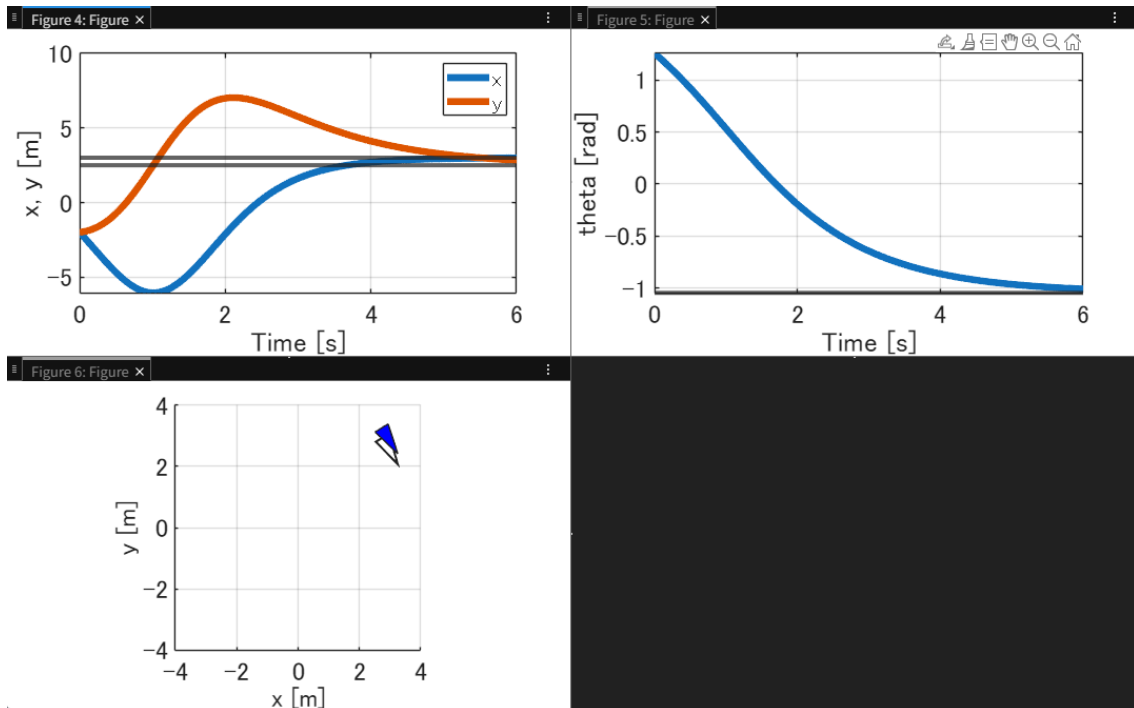 Figure 4: Figure ×
10
5
0
−5
x, y [m]
x
y
0 2 4 6
Time [s]
Figure 5: Figure ×
1
0.5
0
−0.5
−1
theta [rad]
0 2 4 6
Time [s]
Figure 6: Figure ×
4
2
0
−2
−4
y [m]
−4 −2 0 2 4
x [m]